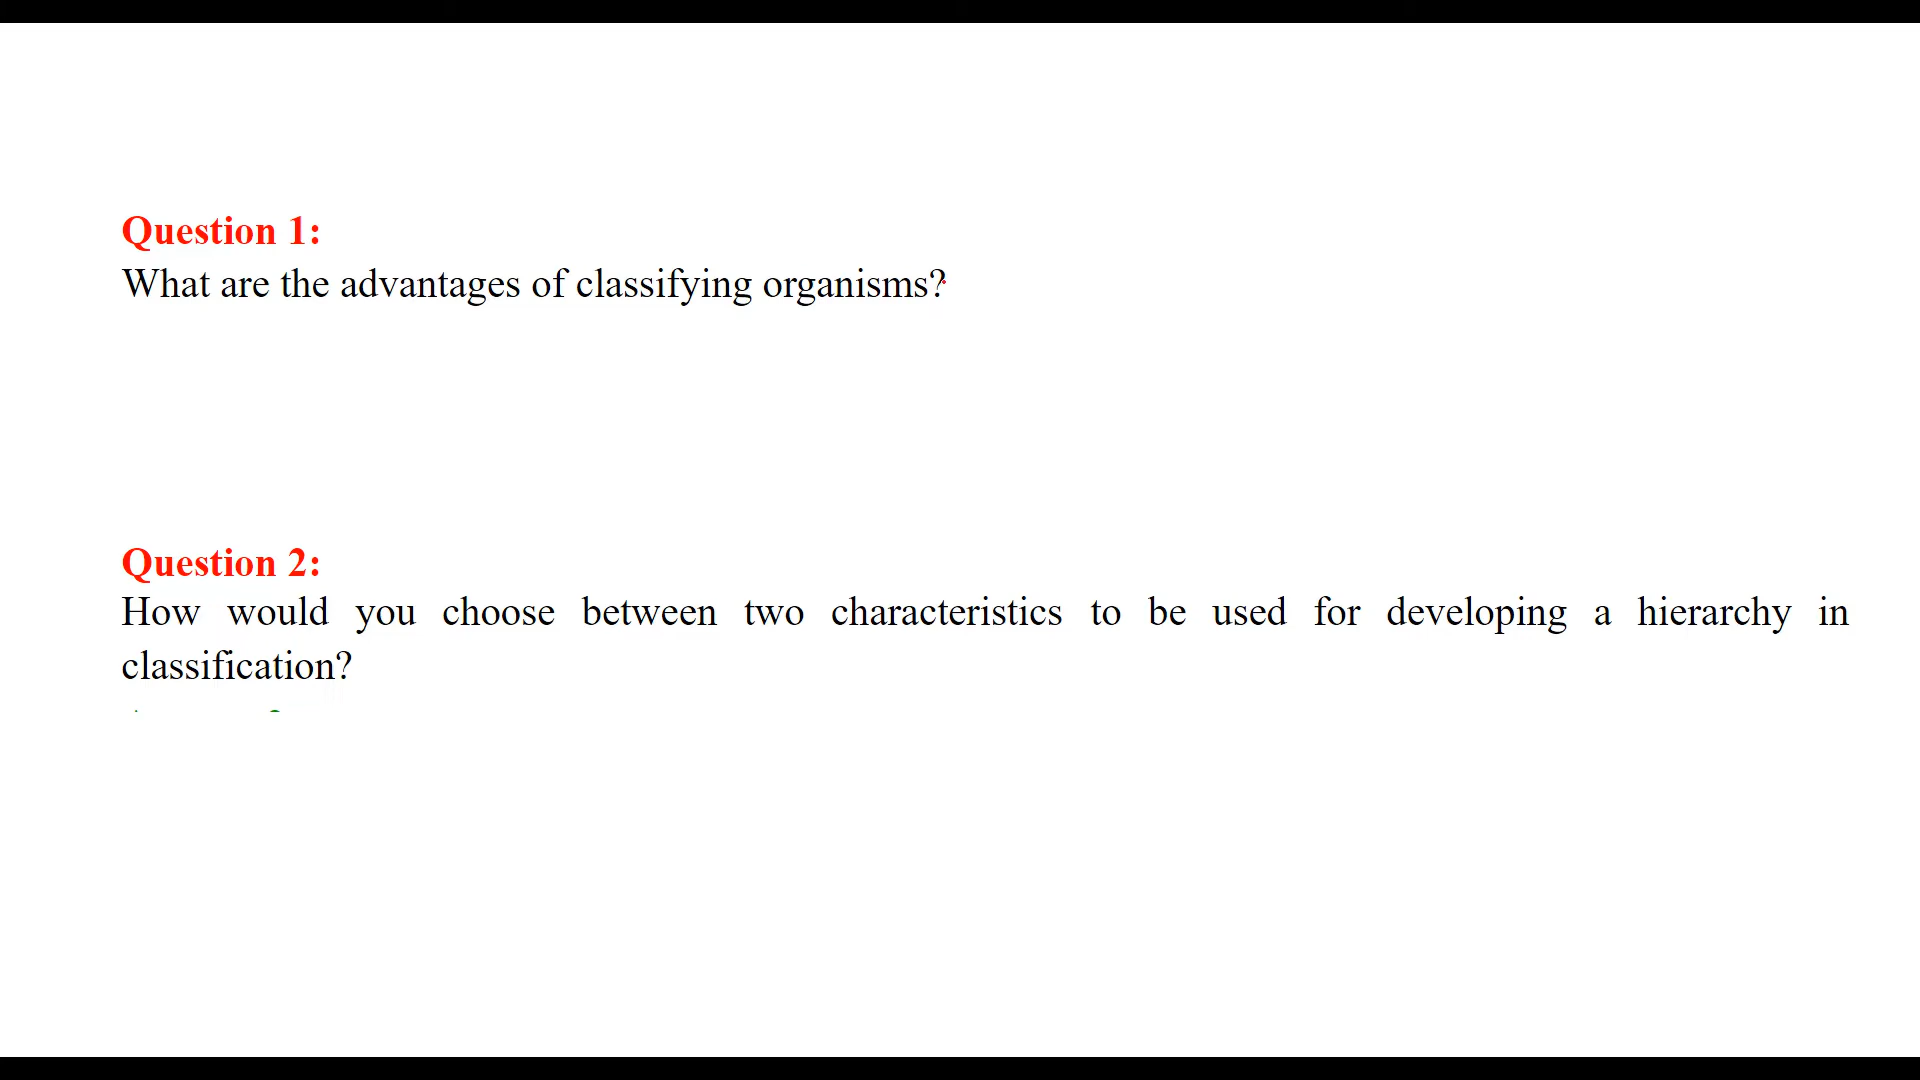 Question 1:
What are the advantages of classifying organisms?
Question 2:
How would you choose between two characteristics to be used for developing a hierarchy in
classification?